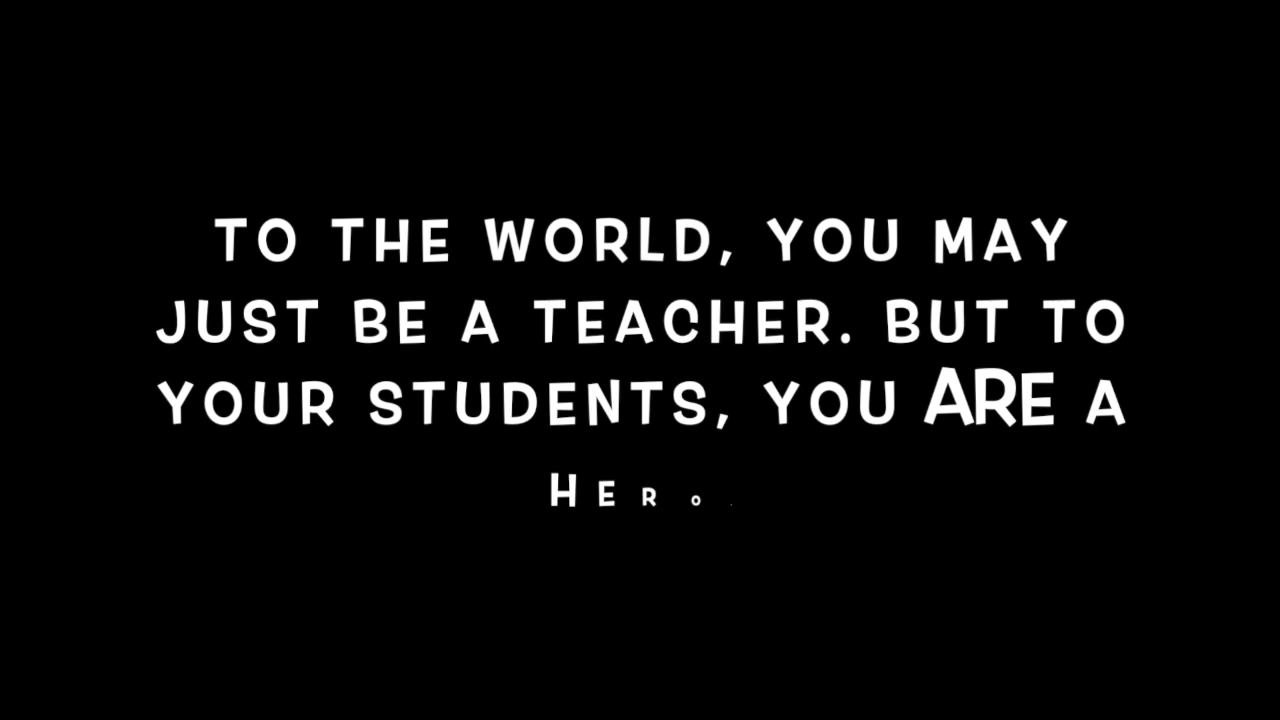 TO THE WORLD, YOU MAY
JUST BE A TEACHER. BUT TO
YOUR STUDENTS, YOU ARE A
HERO.